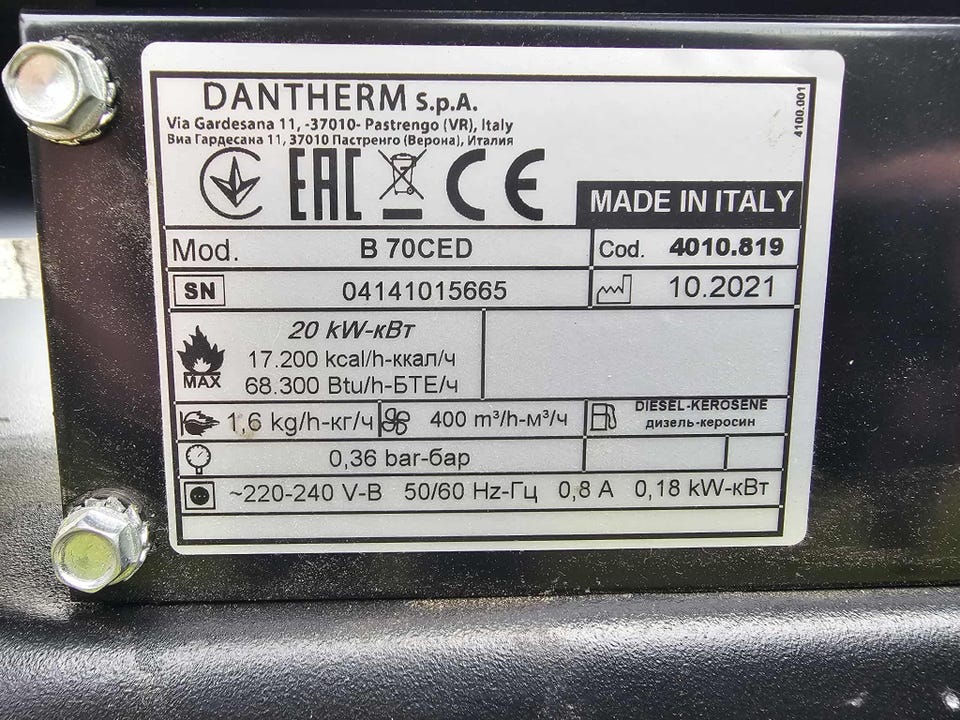 DANTHERM S.p.A.
Via Gardesana 11, -37010- Pastrengo (VR), Italy
Виа Гардесана 11, 37010 Пастренго (Верона), Италия
4100.001
EAC CE
MADE IN ITALY
Mod. B 70CED Cod. 4010.819
SN 04141015665 10.2021
20 kW-кВт
17.200 kcal/h-ккал/ч
MAX 68.300 Btu/h-БТЕ/ч
1,6 kg/h-кг/ч 400 m³/h-м³/ч DIESEL-KEROSENE
дизель-керосин
0,36 bar-бар
~220-240 V-В 50/60 Hz-Гц 0,8 A 0,18 kW-кВт